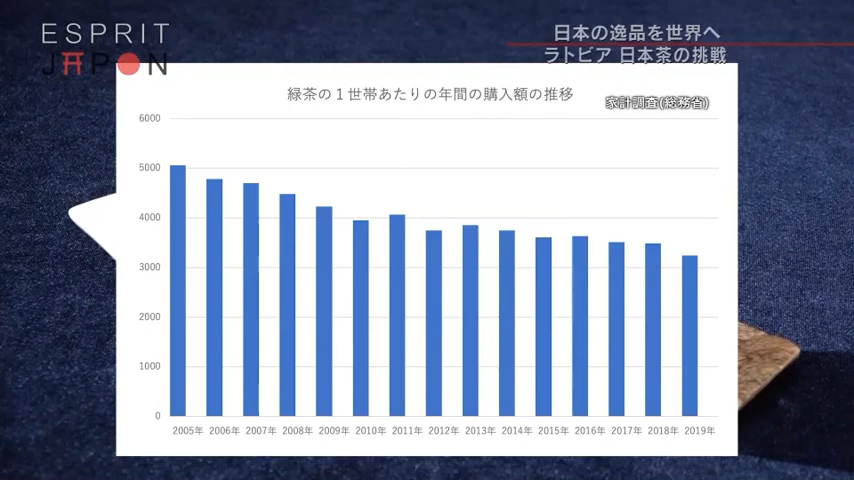 ESPRIT
JAPON
日本の逸品を世界へ
ラトビア 日本茶の挑戦
緑茶の１世帯あたりの年間の購入額の推移
家計調査(総務省)
6000
5000
4000
3000
2000
1000
0
2005年 2006年 2007年 2008年 2009年 2010年 2011年 2012年 2013年 2014年 2015年 2016年 2017年 2018年 2019年